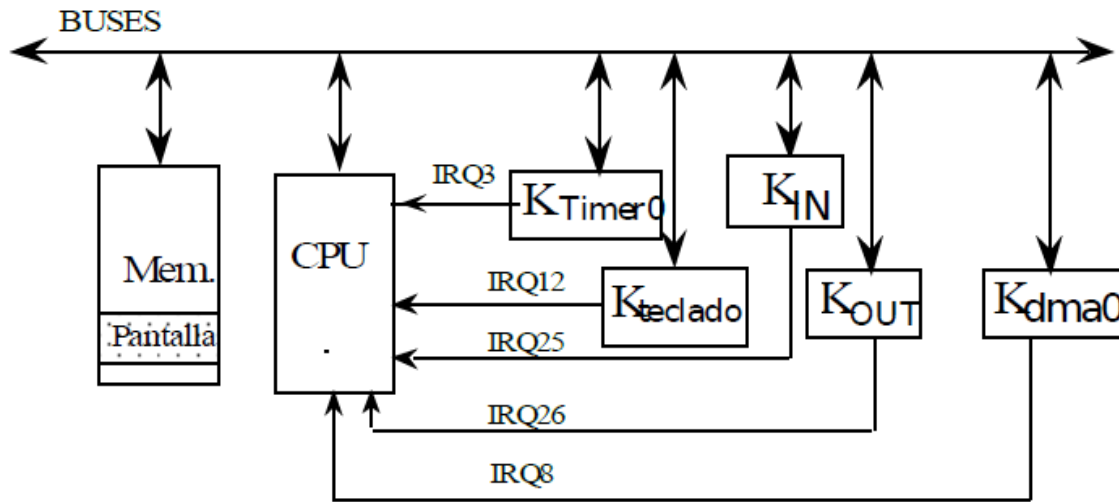 BUSES
IRQ3
KTimer0
KIN
CPU
Mem.
IRQ12
Kteclado
KOUT
Kdma0
Pantalla
IRQ25
IRQ26
IRQ8